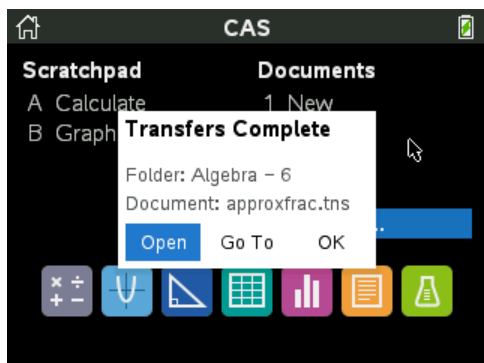 CAS
Scratchpad
Documents
A Calculate
1 New
B Graph
Transfers Complete
Folder: Algebra – 6
Document: approxfrac.tns
Open Go To OK
..